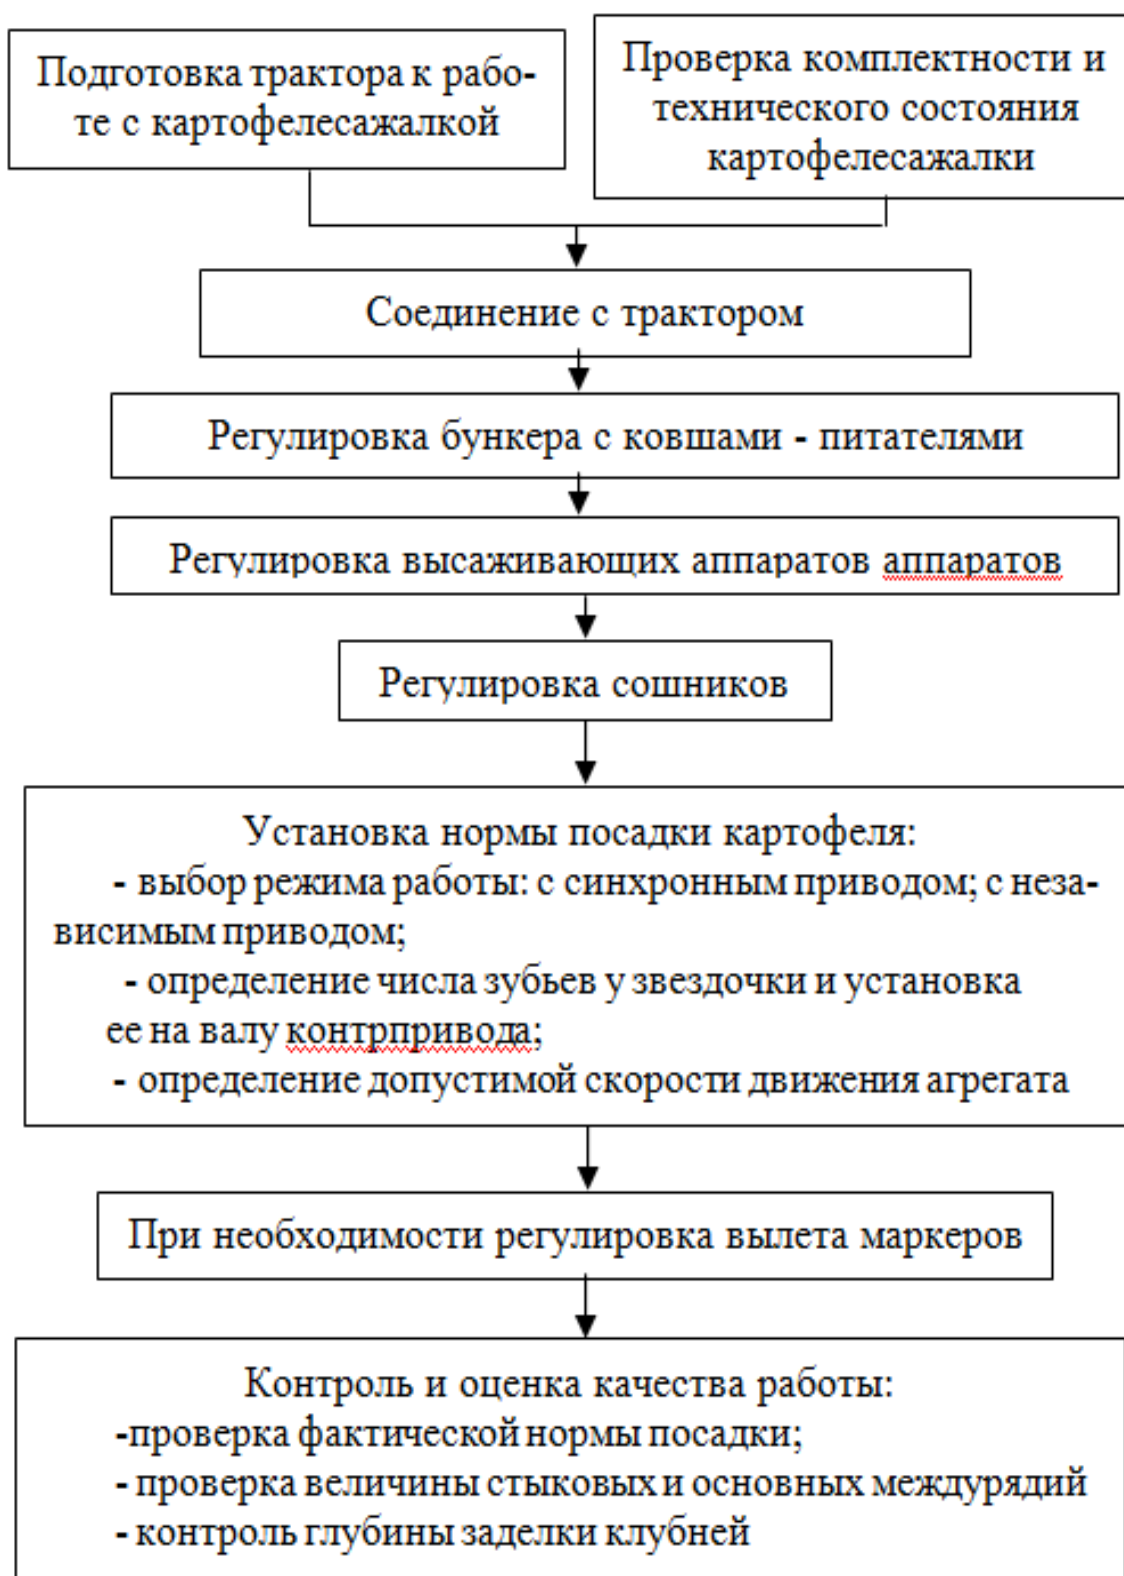 Подготовка трактора к рабо-
те с картофелесажалкой
Проверка комплектности и
технического состояния
картофелесажалки
Соединение с трактором
Регулировка бункера с ковшами - питателями
Регулировка высаживающих аппаратов аппаратов
Регулировка сошников
Установка нормы посадки картофеля:
- выбор режима работы: с синхронным приводом; с неза-
висимым приводом;
- определение числа зубьев у звездочки и установка
ее на валу контрпривода;
- определение допустимой скорости движения агрегата
При необходимости регулировка вылета маркеров
Контроль и оценка качества работы:
-проверка фактической нормы посадки;
- проверка величины стыковых и основных междурядий
- контроль глубины заделки клубней